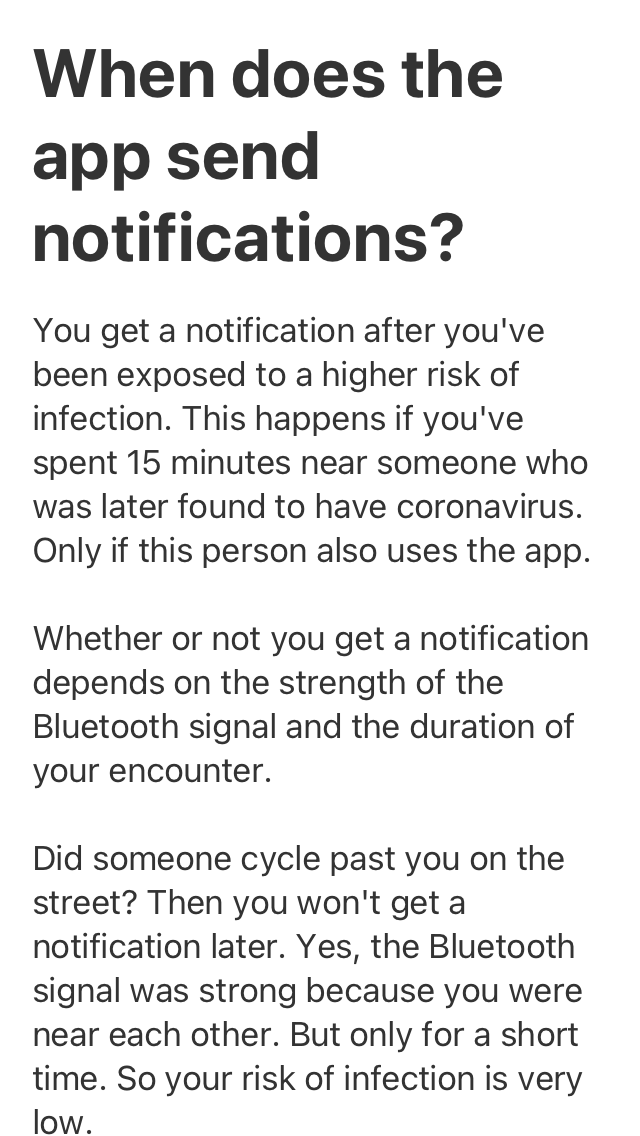 When does the
app send
notifications?
You get a notification after you've
been exposed to a higher risk of
infection. This happens if you've
spent 15 minutes near someone who
was later found to have coronavirus.
Only if this person also uses the app.
Whether or not you get a notification
depends on the strength of the
Bluetooth signal and the duration of
your encounter.
Did someone cycle past you on the
street? Then you won't get a
notification later. Yes, the Bluetooth
signal was strong because you were
near each other. But only for a short
time. So your risk of infection is very
low.